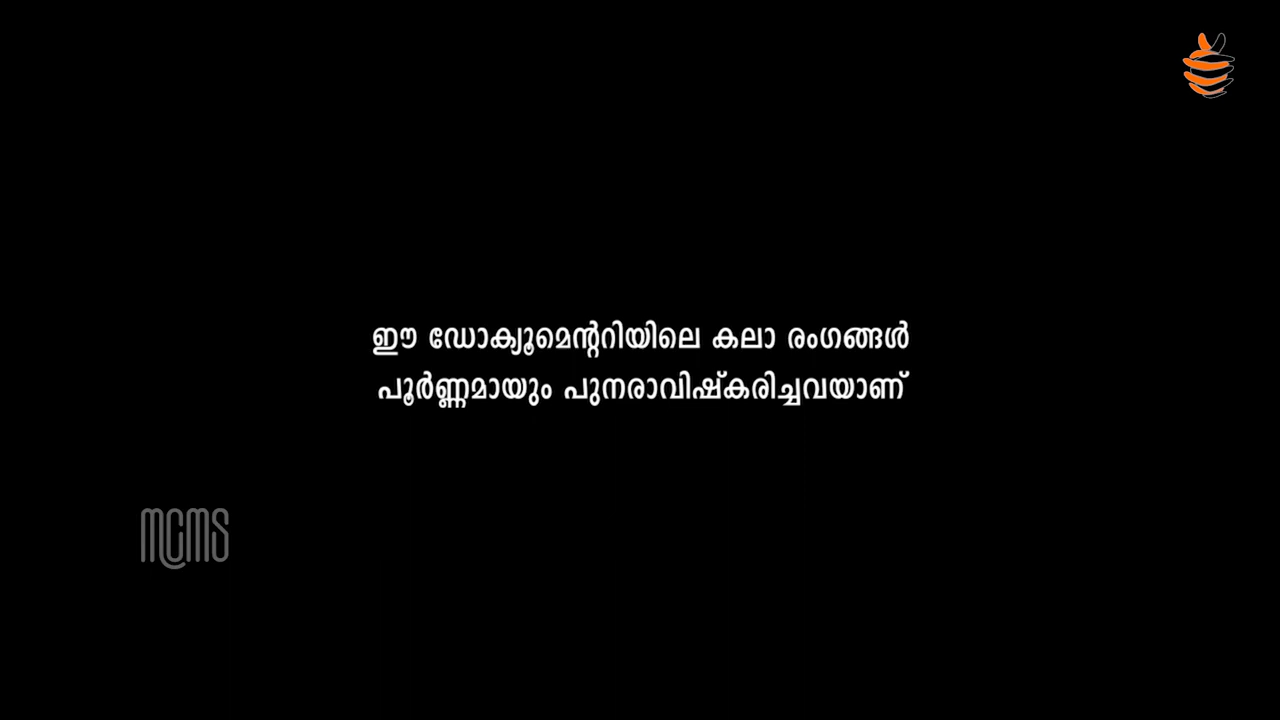 ഈ ഡോക്യൂമെന്ററിയിലെ കലാ രംഗങ്ങൾ
പൂർണ്ണമായും പുനരാവിഷ്കരിച്ചവയാണ്
MCMS